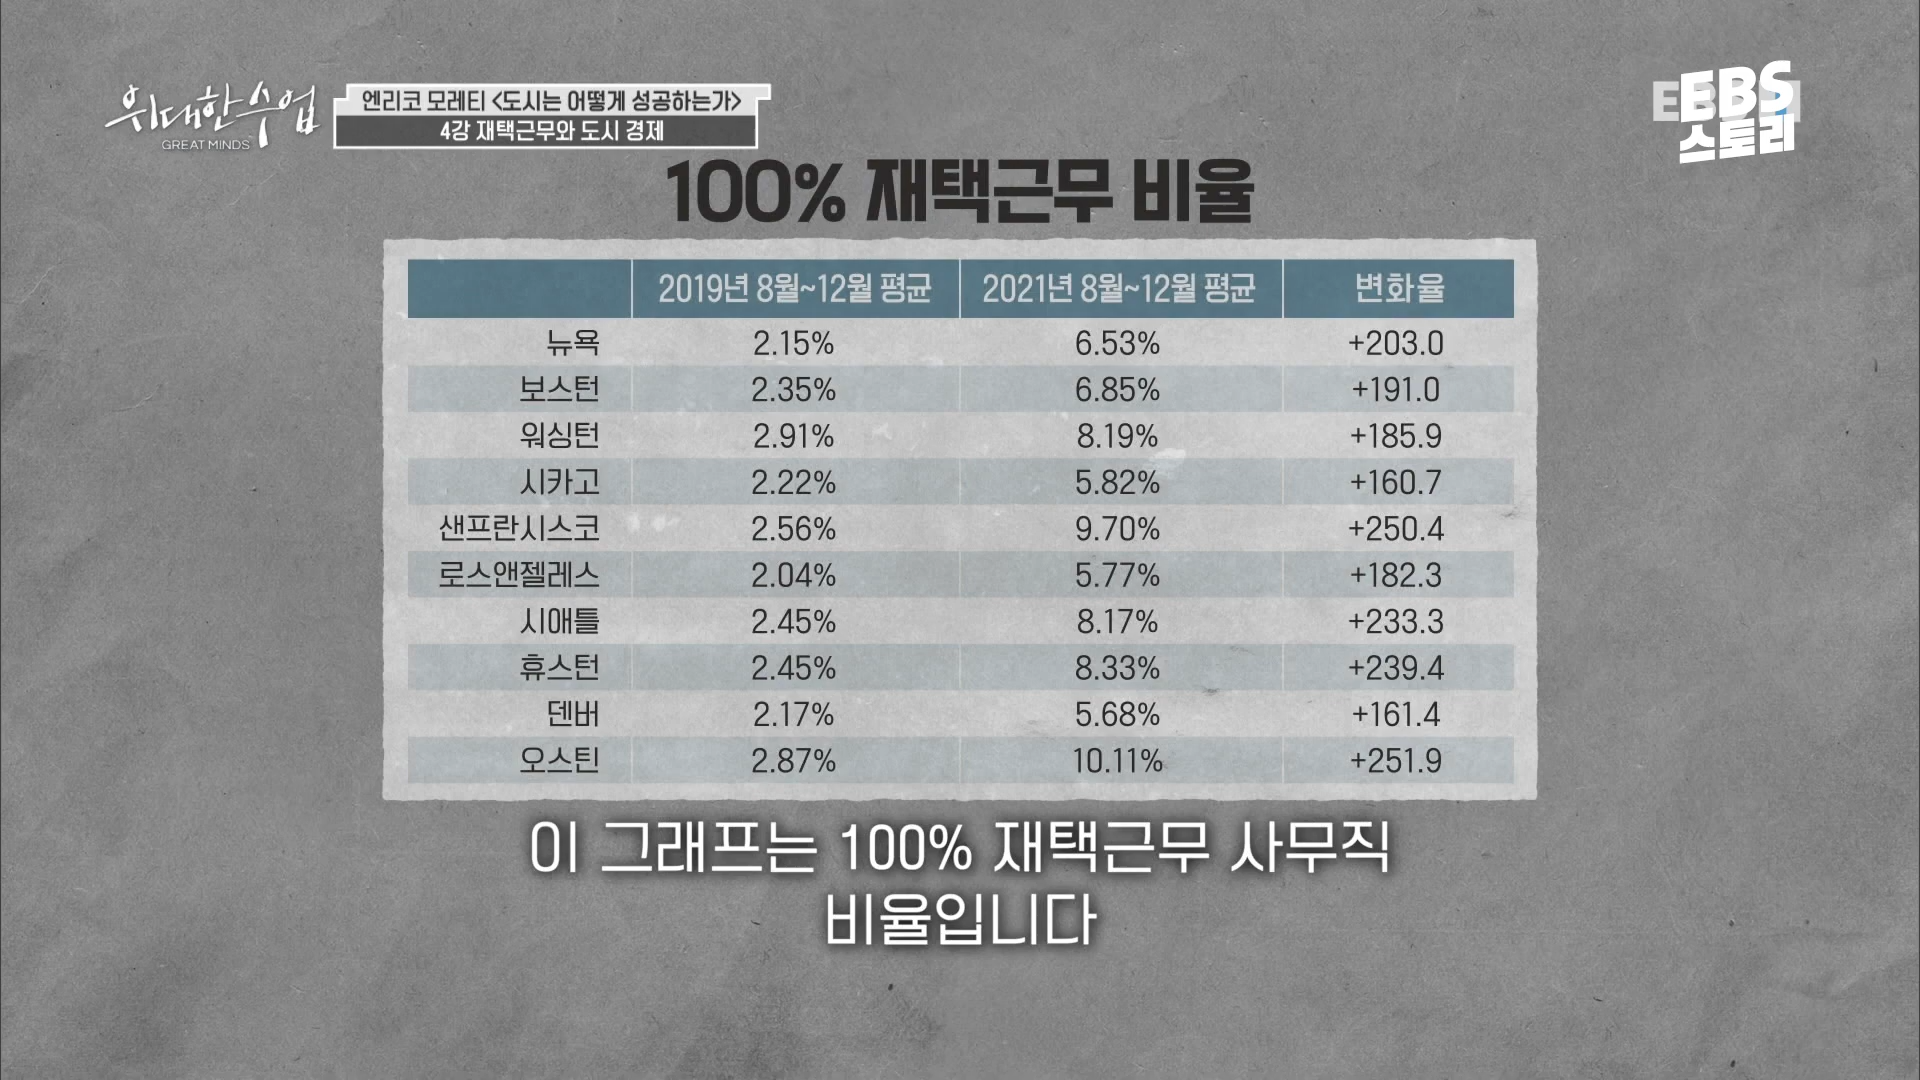 위대한 수업
GREAT MINDS
엔리코 모레티 <도시는 어떻게 성공하는가>
4강 재택근무와 도시 경제
EBS
스토리
100% 재택근무 비율
2019년 8월~12월 평균 2021년 8월~12월 평균 변화율
뉴욕 2.15% 6.53% +203.0
보스턴 2.35% 6.85% +191.0
워싱턴 2.91% 8.19% +185.9
시카고 2.22% 5.82% +160.7
샌프란시스코 2.56% 9.70% +250.4
로스앤젤레스 2.04% 5.77% +182.3
시애틀 2.45% 8.17% +233.3
휴스턴 2.45% 8.33% +239.4
덴버 2.17% 5.68% +161.4
오스틴 2.87% 10.11% +251.9
이 그래프는 100% 재택근무 사무직
비율입니다